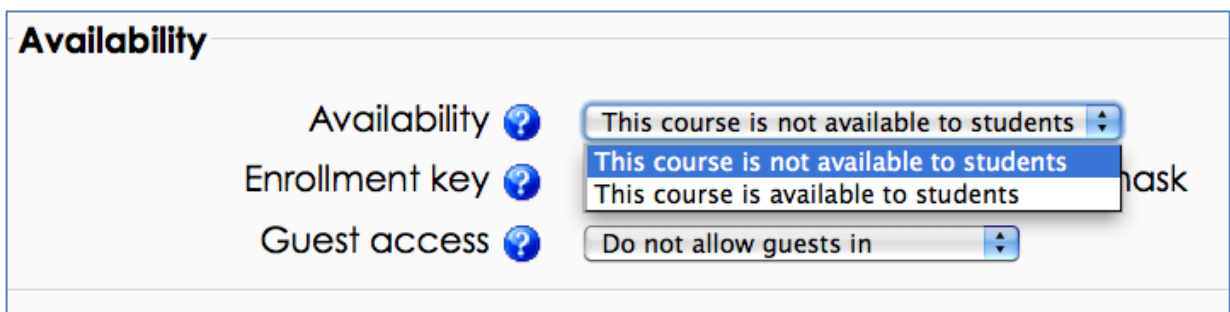 Availability
Availability ? This course is not available to students
This course is not available to students
Enrollment key ?
This course is available to students
Guest access ? Do not allow guests in